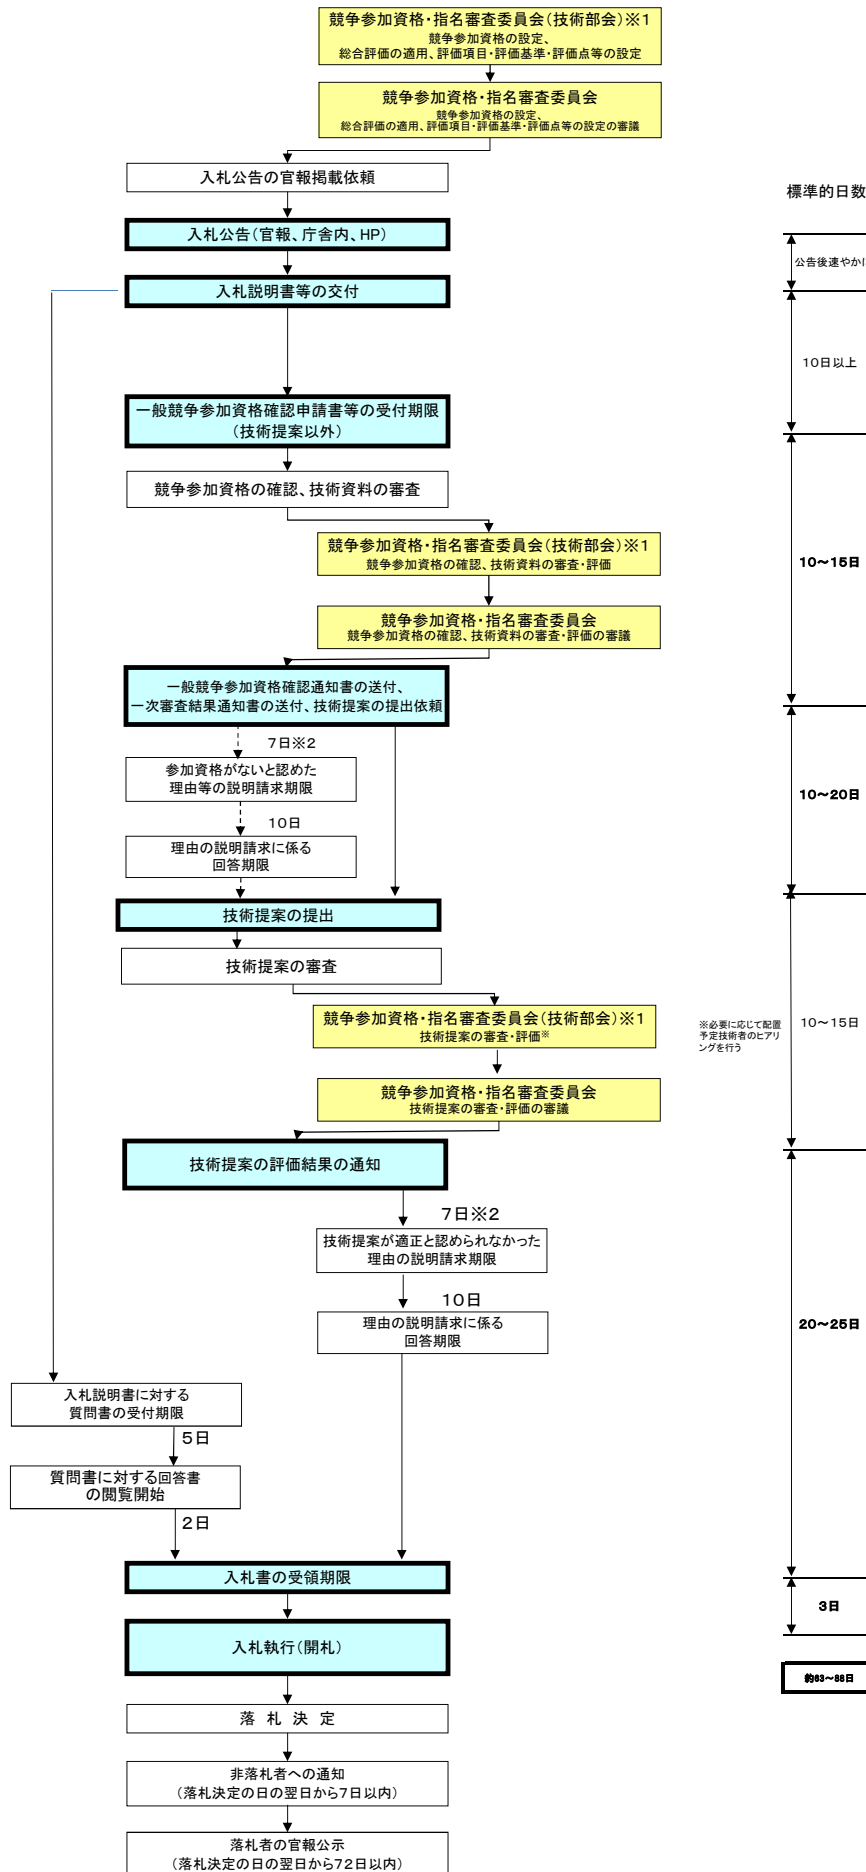 競争参加資格・指名審査委員会（技術部会）※1
競争参加資格の設定、
総合評価の適用、評価項目・評価基準・評価点等の設定
競争参加資格・指名審査委員会
競争参加資格の設定、
総合評価の適用、評価項目・評価基準・評価点等の設定の審議
入札公告の官報掲載依頼
標準的日数
入札公告（官報、庁舎内、HP）
公告後速やかに
入札説明書等の交付
10日以上
一般競争参加資格確認申請書等の受付期限
（技術提案以外）
競争参加資格の確認、技術資料の審査
競争参加資格・指名審査委員会（技術部会）※1
競争参加資格の確認、技術資料の審査・評価
10～15日
競争参加資格・指名審査委員会
競争参加資格の確認、技術資料の審査・評価の審議
一般競争参加資格確認通知書の送付、
一次審査結果通知書の送付、技術提案の提出依頼
7日※2
参加資格がないと認めた
理由等の説明請求期限
10～20日
10日
理由の説明請求に係る
回答期限
技術提案の提出
技術提案の審査
競争参加資格・指名審査委員会（技術部会）※1
技術提案の審査・評価※
※必要に応じて配置
予定技術者のヒアリ
ングを行う
10～15日
競争参加資格・指名審査委員会
技術提案の審査・評価の審議
技術提案の評価結果の通知
7日※2
技術提案が適正と認められなかった
理由の説明請求期限
10日
理由の説明請求に係る
回答期限
20～25日
入札説明書に対する
質問書の受付期限
5日
質問書に対する回答書
の閲覧開始
2日
入札書の受領期限
3日
入札執行（開札）
約63～88日
落 札 決 定
非落札者への通知
（落札決定の日の翌日から7日以内）
落札者の官報公示
（落札決定の日の翌日から72日以内）